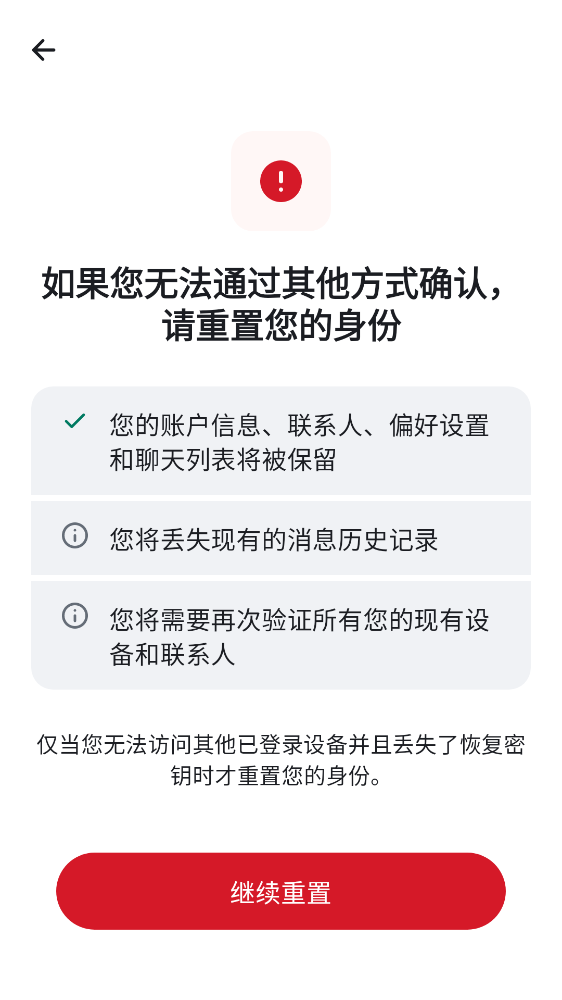 如果您无法通过其他方式确认，
请重置您的身份
您的账户信息、联系人、偏好设置
和聊天列表将被保留
您将丢失现有的消息历史记录
您将需要再次验证所有您的现有设
备和联系人
仅当您无法访问其他已登录设备并且丢失了恢复密
钥时才重置您的身份。
继续重置